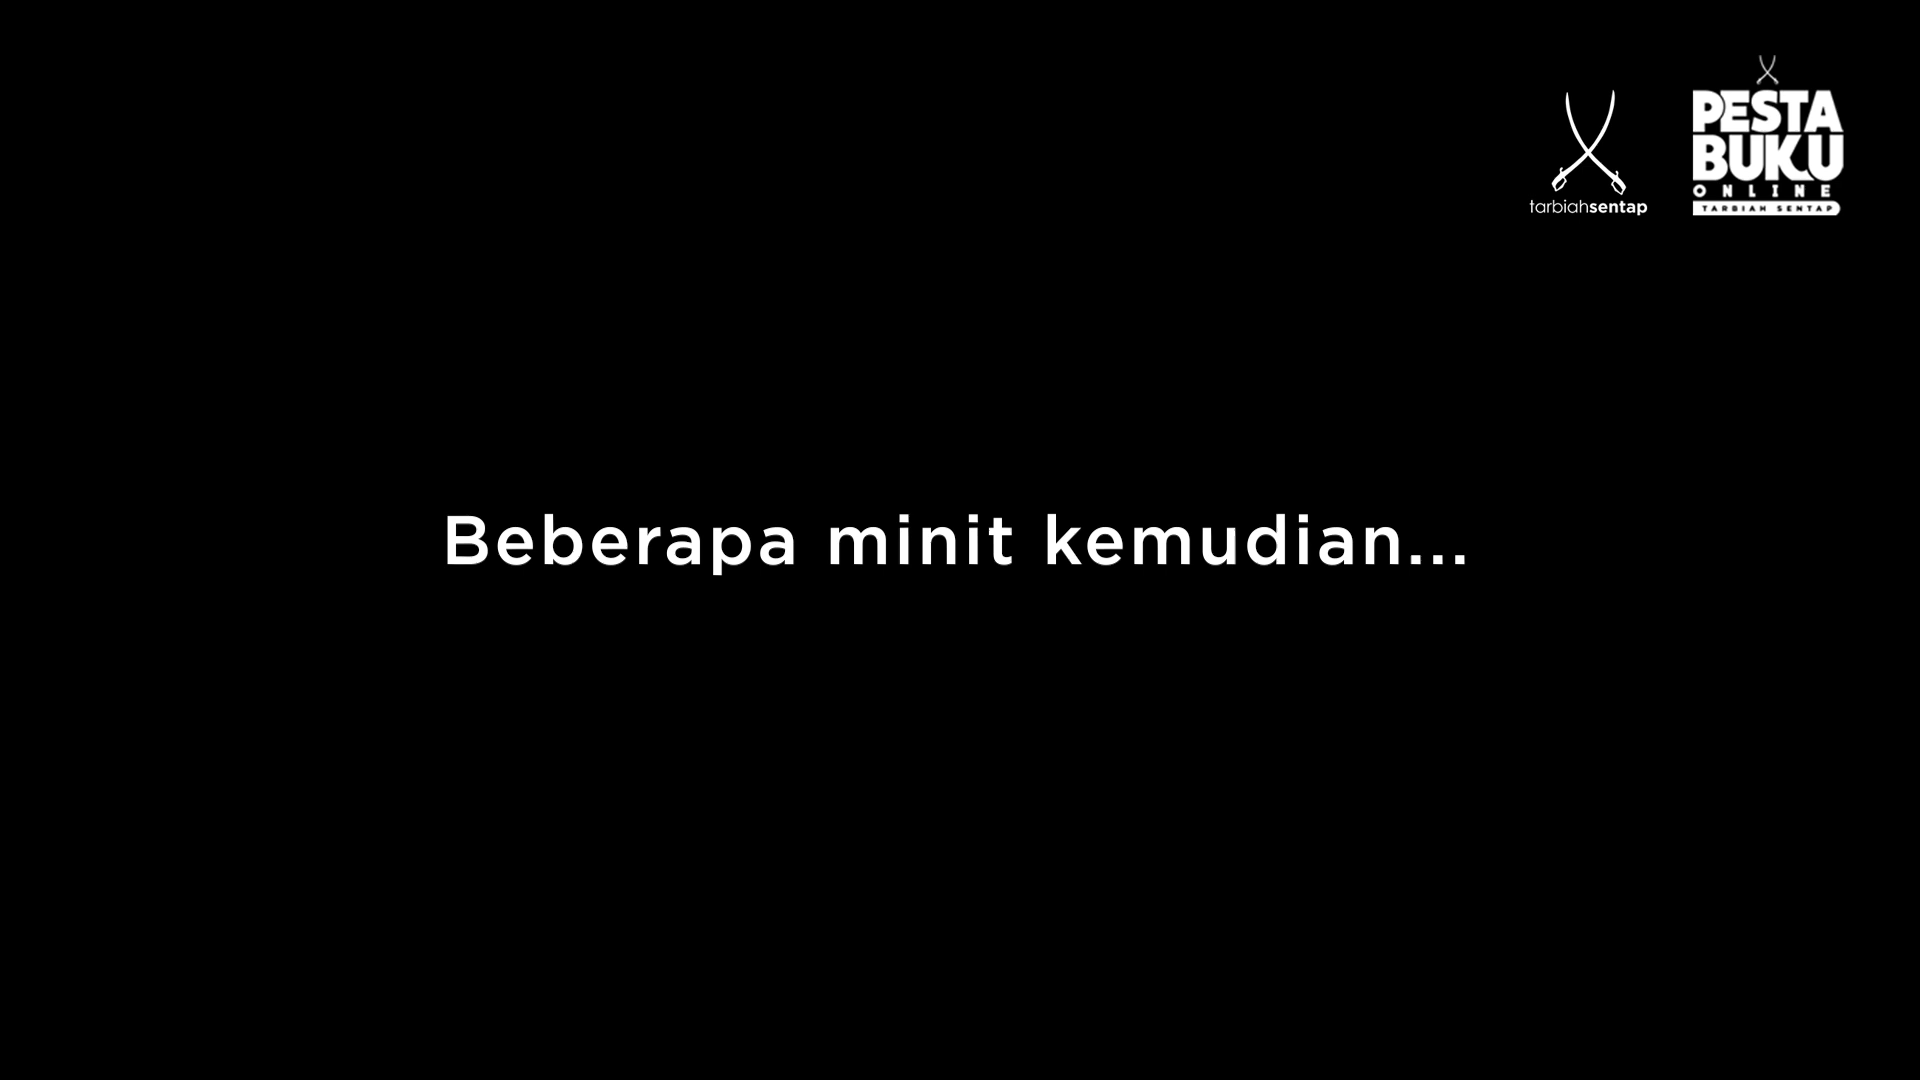 PESTA
BUKU
ONLINE
TARBIAH SENTAP
tarbiahsentap
Beberapa minit kemudian...